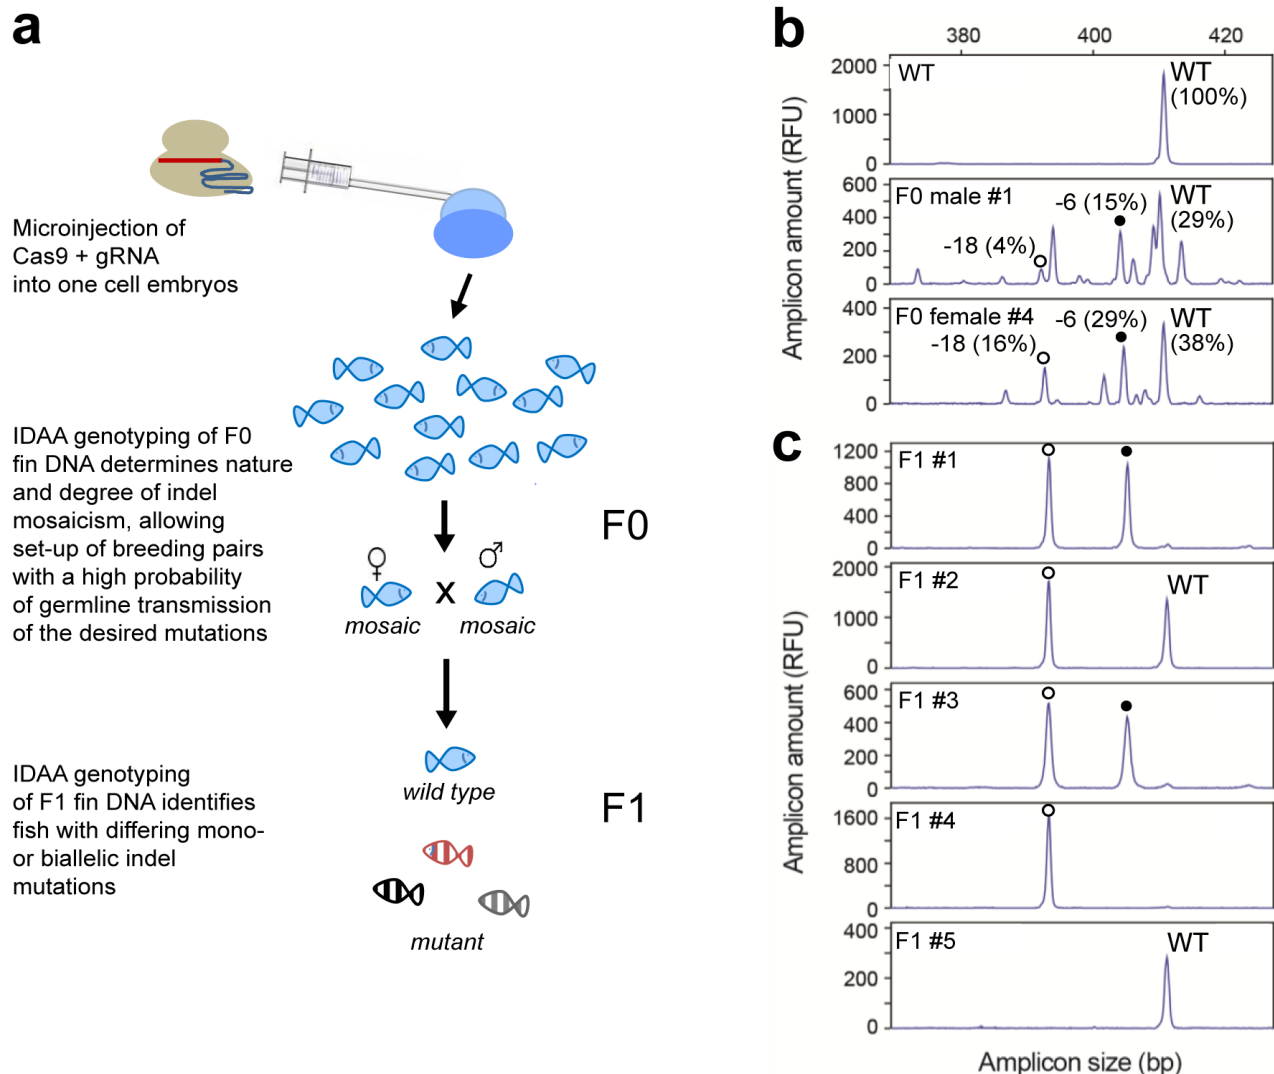 a
Microinjection of
Cas9 + gRNA
into one cell embryos
IDAA genotyping of F0
fin DNA determines nature
and degree of indel
mosaicism, allowing
set-up of breeding pairs
with a high probability
of germline transmission
of the desired mutations
F0
♀
♂
x
mosaic
mosaic
IDAA genotyping
of F1 fin DNA identifies
fish with differing mono-
or biallelic indel
mutations
wild type
F1
mutant
b
380 400 420
Amplicon amount (RFU)
2000
1000
0
WT
WT
(100%)
600
400
200
0
F0 male #1
-18 (4%)
-6 (15%)
WT
(29%)
400
200
0
F0 female #4
-18 (16%)
-6 (29%)
WT
(38%)
c
Amplicon amount (RFU)
1200
800
400
0
F1 #1
2000
1000
0
F1 #2
WT
600
400
200
0
F1 #3
1600
800
0
F1 #4
400
200
0
F1 #5
WT
Amplicon size (bp)